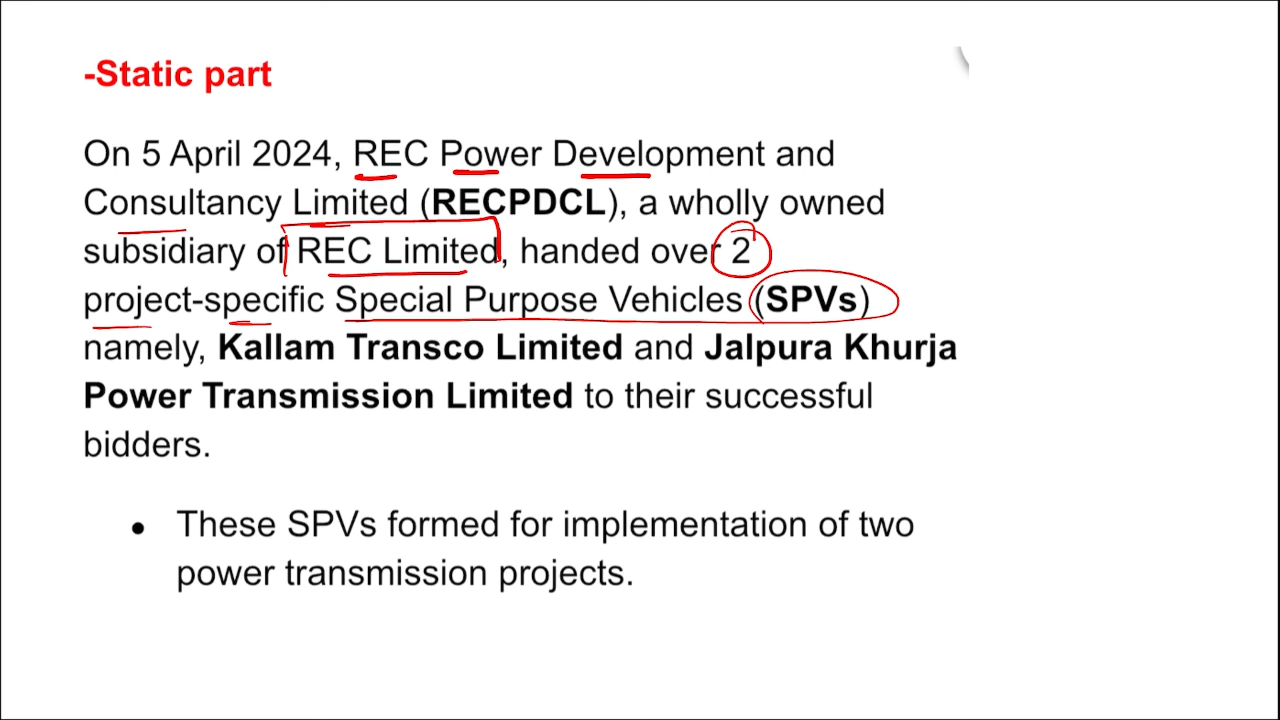 -Static part
On 5 April 2024, REC Power Development and
Consultancy Limited (RECPDCL), a wholly owned
subsidiary of REC Limited, handed over 2
project-specific Special Purpose Vehicles (SPVs)
namely, Kallam Transco Limited and Jalpura Khurja
Power Transmission Limited to their successful
bidders.
● These SPVs formed for implementation of two
power transmission projects.